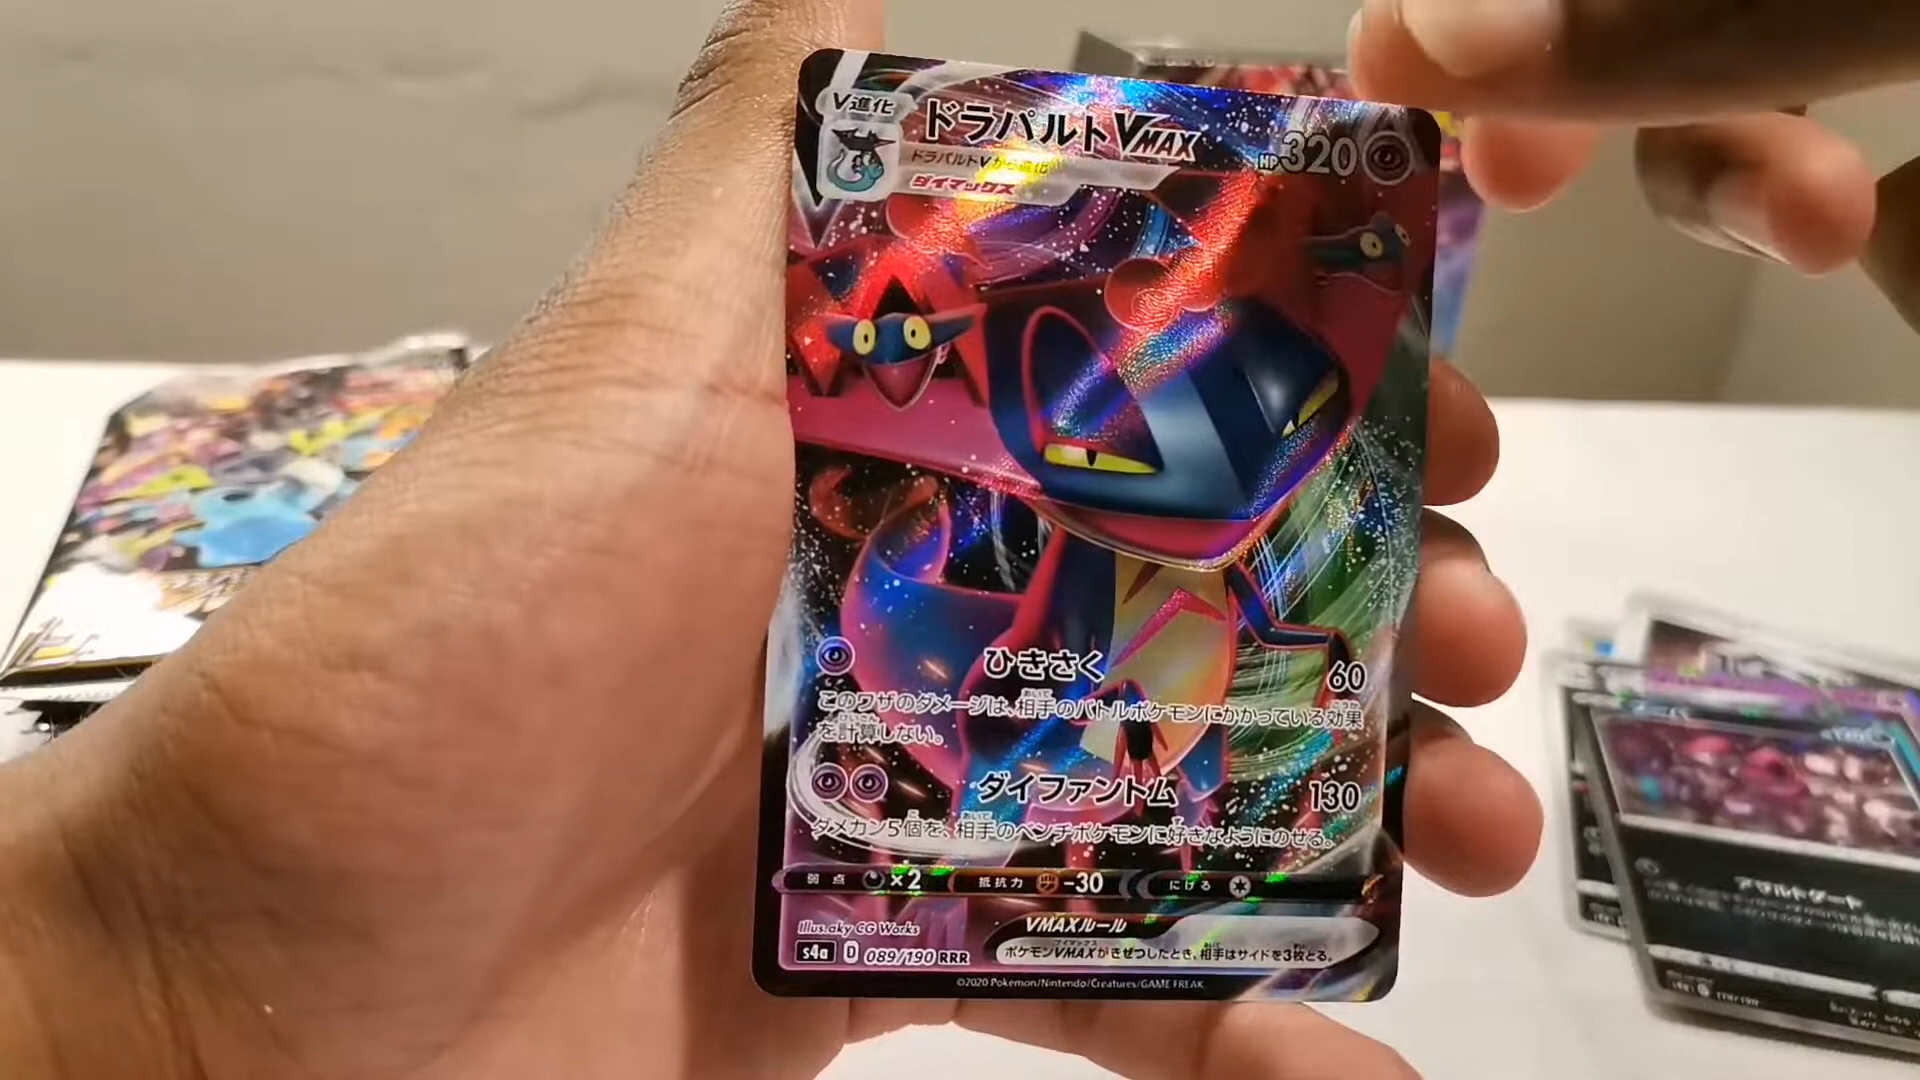 V進化
ドラパルトVMAX
HP320
ドラパルトVから進化
ダイマックス
ひきさく 60
このワザのダメージは、相手のバトルポケモンにかかっている効果
を計算しない。
ダイファントム 130
ダメカン5個を、相手のベンチポケモンに好きなようにのせる。
弱点 ×2 抵抗力 -30 にげる
Illus. aky CG Works
VMAXルール
s4a D 089/190 RRR
ポケモンVMAXがきぜつしたとき、相手はサイドを3枚とる。
©2020 Pokémon/Nintendo/Creatures/GAME FREAK
アサルトゲート